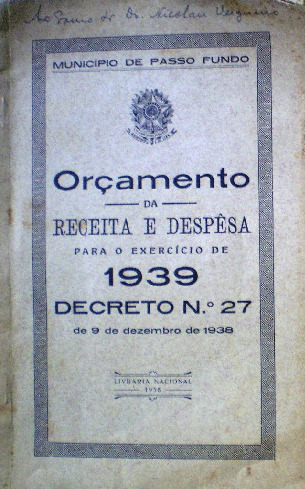 Ao Exmo Sr. Dr. Nicolau Vergueiro
MUNICIPIO DE PASSO FUNDO
Orçamento
DA
RECEITA E DESPÊSA
PARA O EXERCÍCIO DE
1939
DECRETO N.º 27
de 9 de dezembro de 1938
LIVRARIA NACIONAL
1938